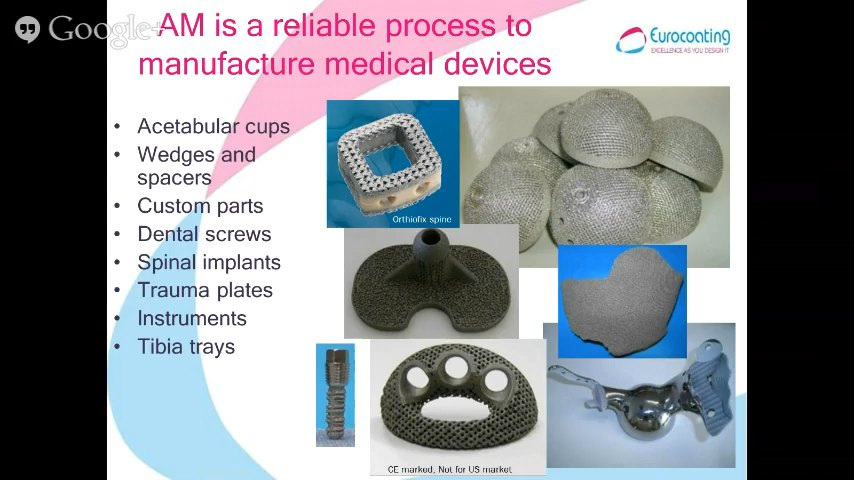 Google+
AM is a reliable process to
manufacture medical devices
Eurocoating
EXCELLENCE AS YOU DESIGN IT
• Acetabular cups
• Wedges and
spacers
• Custom parts
• Dental screws
• Spinal implants
• Trauma plates
• Instruments
• Tibia trays
Orthiofix spine
CE marked, Not for US market